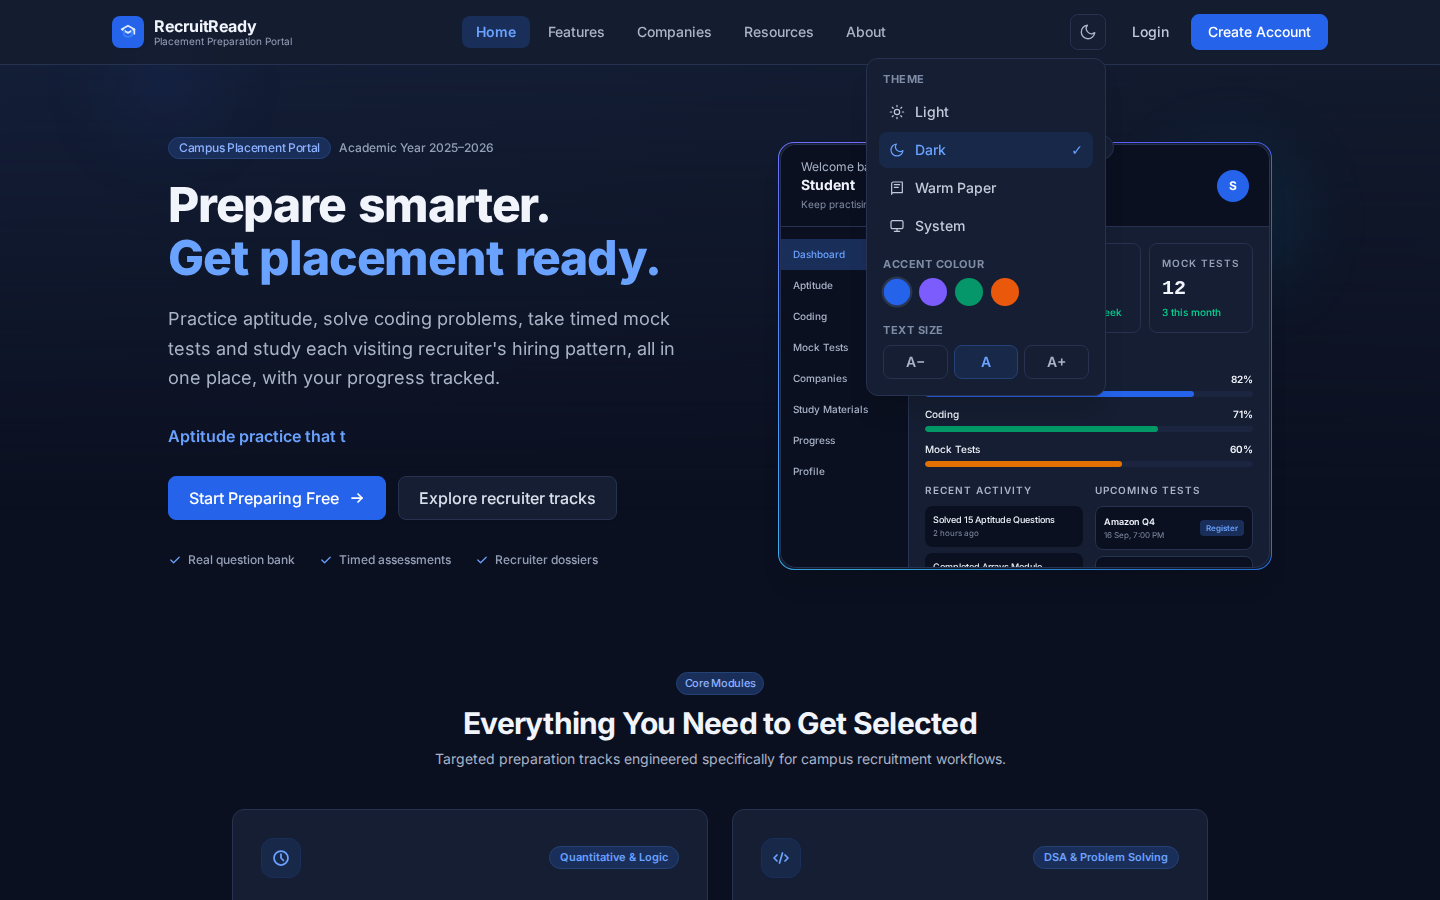 RecruitReady
Placement Preparation Portal
Home
Features
Companies
Resources
About
Login
Create Account
THEME
Light
Dark
✓
Warm Paper
System
ACCENT COLOUR
TEXT SIZE
A−
A
A+
Campus Placement Portal
Academic Year 2025–2026
Prepare smarter.
Get placement ready.
Practice aptitude, solve coding problems, take timed mock
tests and study each visiting recruiter's hiring pattern, all in
one place, with your progress tracked.
Aptitude practice that t
Start Preparing Free →
Explore recruiter tracks
Real question bank
Timed assessments
Recruiter dossiers
Welcome
Student
Keep
S
Dashboard
Aptitude
Coding
Mock Tests
Companies
Study Materials
Progress
Profile
MOCK TESTS
12
3 this month
82%
Coding
71%
Mock Tests
60%
RECENT ACTIVITY
Solved 15 Aptitude Questions
2 hours ago
Completed Arrays Module
UPCOMING TESTS
Amazon Q4
16 Sep, 7:00 PM
Register
Core Modules
Everything You Need to Get Selected
Targeted preparation tracks engineered specifically for campus recruitment workflows.
Quantitative & Logic
DSA & Problem Solving